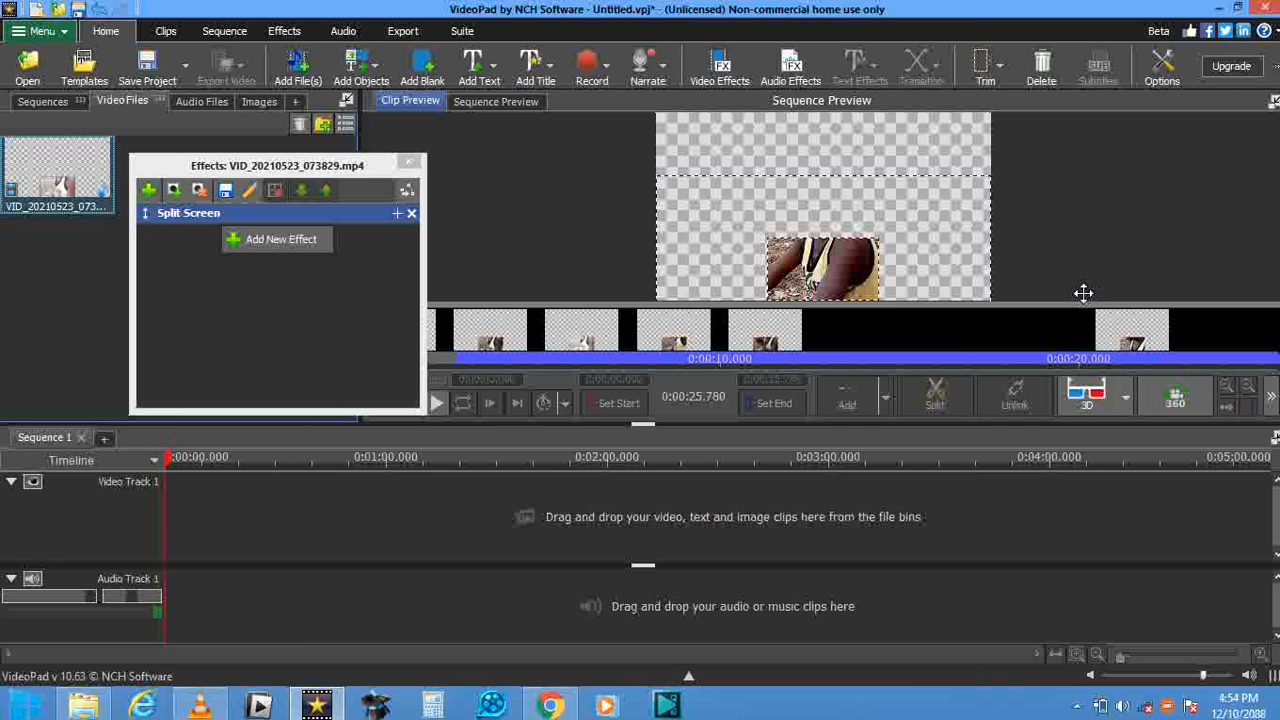 VideoPad by NCH Software - Untitled.vpj* - (Unlicensed) Non-commercial home use only
Menu Home Clips Sequence Effects Audio Export Suite Beta
Open Templates Save Project Export Video Add File(s) Add Objects Add Blank Add Text Add Title Record Narrate Video Effects Audio Effects Text Effects Transition Trim Delete Subtitles Options Upgrade
Sequences Video Files Audio Files Images + Clip Preview Sequence Preview Sequence Preview
VID_20210523_073...
Effects: VID_20210523_073829.mp4
Split Screen
Add New Effect
0:00:10.000 0:00:20.000
Set Start 0:00:25.780 Set End Add Split Unlink 3D 360
Sequence 1
Timeline 0:00:00.000 0:01:00.000 0:02:00.000 0:03:00.000 0:04:00.000 0:05:00.000
Video Track 1
Drag and drop your video, text and image clips here from the file bins
Audio Track 1
Drag and drop your audio or music clips here
VideoPad v 10.63 © NCH Software
4:54 PM
12/10/2088